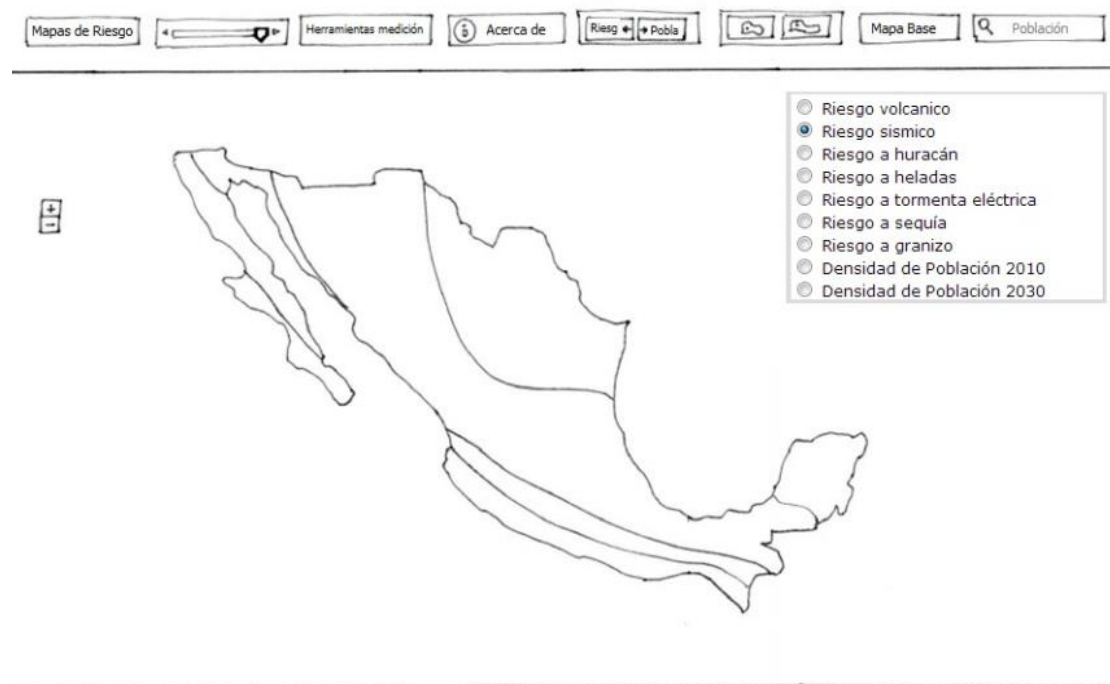 Mapas de Riesgo
Herramientas medición
Acerca de
Riesg
Pobla
Mapa Base
Población
Riesgo volcanico
Riesgo sismico
Riesgo a huracán
Riesgo a heladas
Riesgo a tormenta eléctrica
Riesgo a sequía
Riesgo a granizo
Densidad de Población 2010
Densidad de Población 2030
+
-